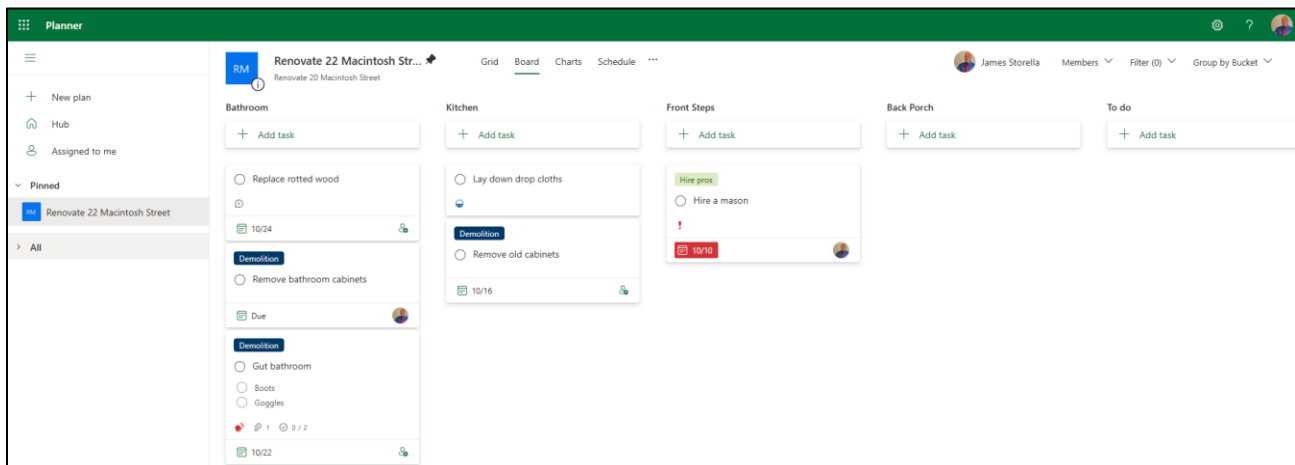 Planner
?
New plan
Hub
Assigned to me
Pinned
RM Renovate 22 Macintosh Street
All
RM
Renovate 22 Macintosh Str...
Renovate 20 Macintosh Street
Grid Board Charts Schedule ...
James Storella Members Filter (0) Group by Bucket
Bathroom
+ Add task
Replace rotted wood
10/24
Demolition
Remove bathroom cabinets
Due
Demolition
Gut bathroom
Boots
Goggles
1 0 / 2
10/22
Kitchen
+ Add task
Lay down drop cloths
Demolition
Remove old cabinets
10/16
Front Steps
+ Add task
Hire pros
Hire a mason
!
10/10
Back Porch
+ Add task
To do
+ Add task